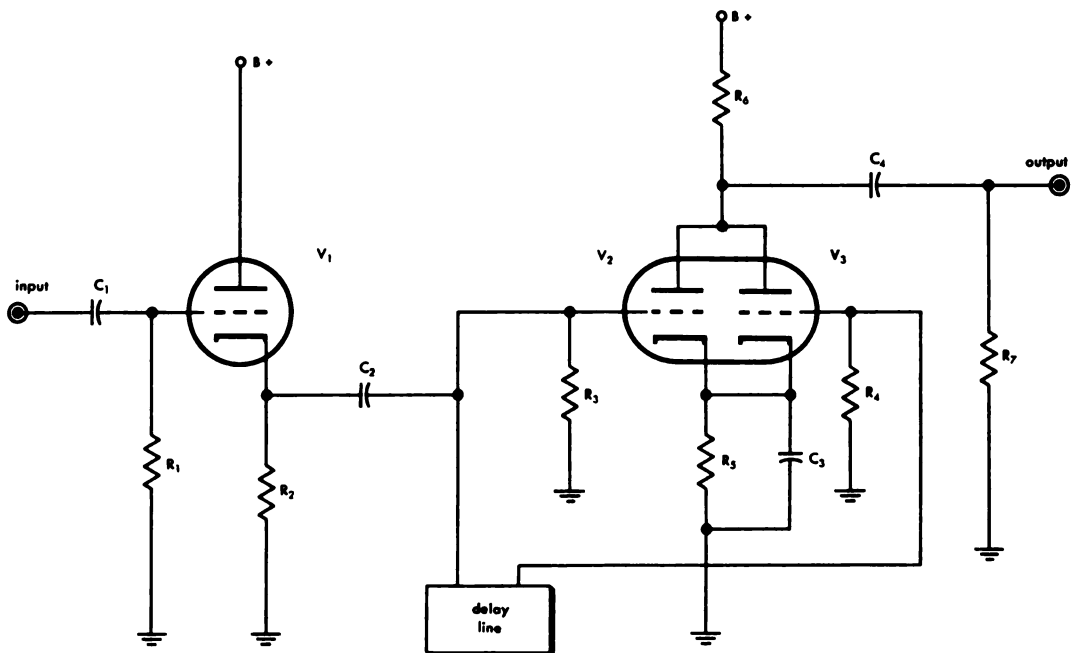 B+
B+
R6
C4
output
V1
V2
V3
input
C1
C2
R3
R4
R7
R1
R2
R5
C3
delay
line